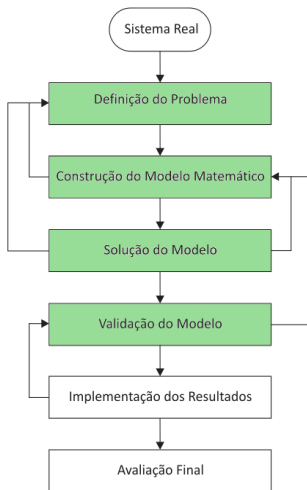 Sistema Real
Definição do Problema
Construção do Modelo Matemático
Solução do Modelo
Validação do Modelo
Implementação dos Resultados
Avaliação Final